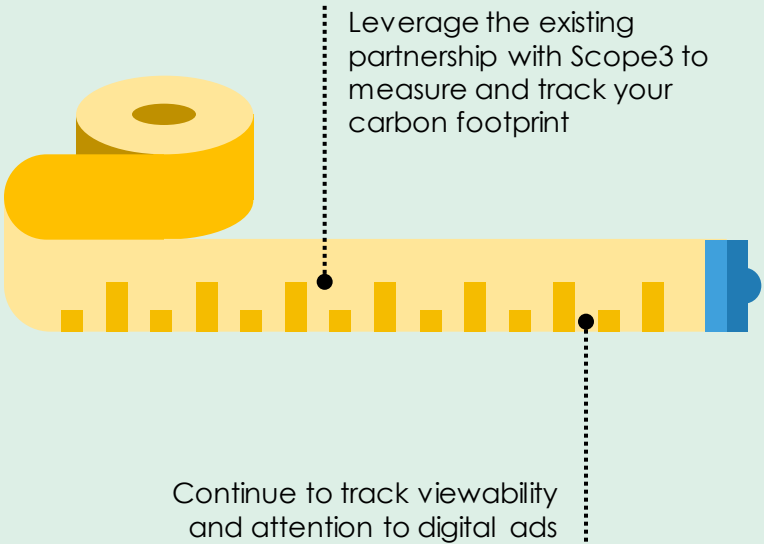 Leverage the existing
partnership with Scope3 to
measure and track your
carbon footprint
Continue to track viewability
and attention to digital ads